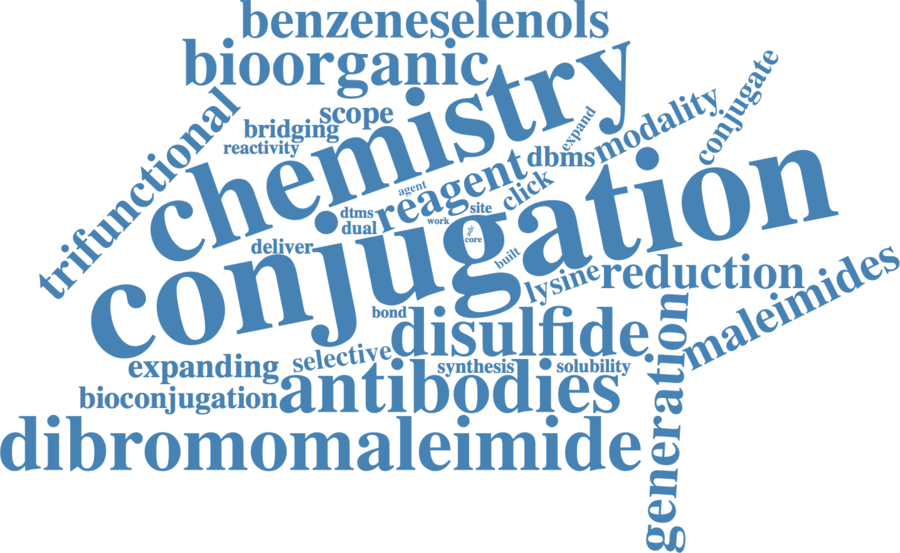 benzeneselenols
bioorganic
chemistry
trifunctional
scope
bridging
reactivity
expand
conjugate
modality
dbms
click
reagent
agent
work
site
dtms
dual
adc
core
conjugation
deliver
built
lysine
reduction
maleimides
bond
disulfide
generation
selective
expanding
synthesis
solubility
bioconjugation
antibodies
dibromomaleimide